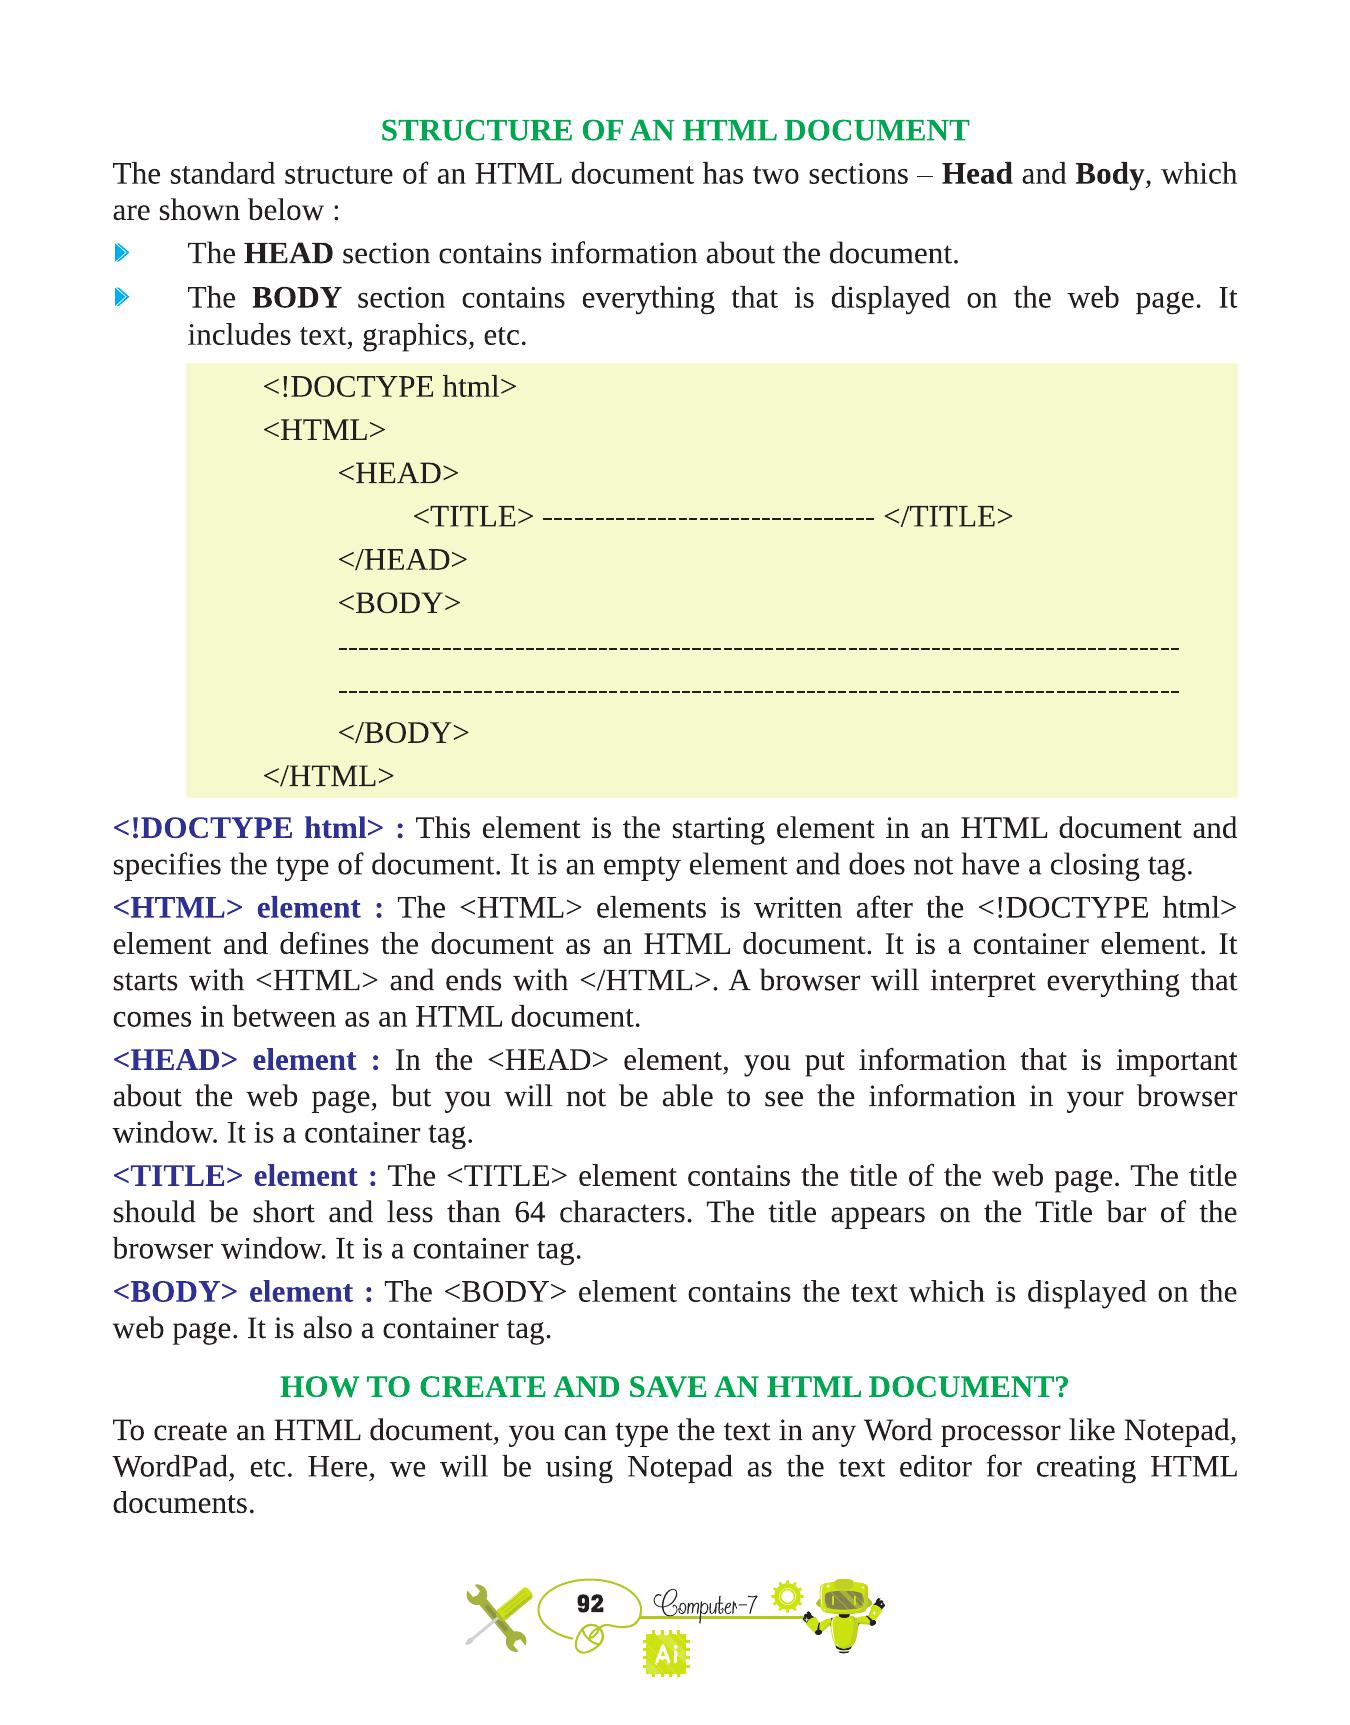 STRUCTURE OF AN HTML DOCUMENT
The standard structure of an HTML document has two sections – Head and Body, which
are shown below :
The HEAD section contains information about the document.
The BODY section contains everything that is displayed on the web page. It
includes text, graphics, etc.
<!DOCTYPE html>
<HTML>
<HEAD>
<TITLE> -------------------------------- </TITLE>
</HEAD>
<BODY>
---------------------------------------------------------------------------------
---------------------------------------------------------------------------------
</BODY>
</HTML>
<!DOCTYPE html> : This element is the starting element in an HTML document and
specifies the type of document. It is an empty element and does not have a closing tag.
<HTML> element : The <HTML> elements is written after the <!DOCTYPE html>
element and defines the document as an HTML document. It is a container element. It
starts with <HTML> and ends with </HTML>. A browser will interpret everything that
comes in between as an HTML document.
<HEAD> element : In the <HEAD> element, you put information that is important
about the web page, but you will not be able to see the information in your browser
window. It is a container tag.
<TITLE> element : The <TITLE> element contains the title of the web page. The title
should be short and less than 64 characters. The title appears on the Title bar of the
browser window. It is a container tag.
<BODY> element : The <BODY> element contains the text which is displayed on the
web page. It is also a container tag.
HOW TO CREATE AND SAVE AN HTML DOCUMENT?
To create an HTML document, you can type the text in any Word processor like Notepad,
WordPad, etc. Here, we will be using Notepad as the text editor for creating HTML
documents.
92 Computer-7
Ai